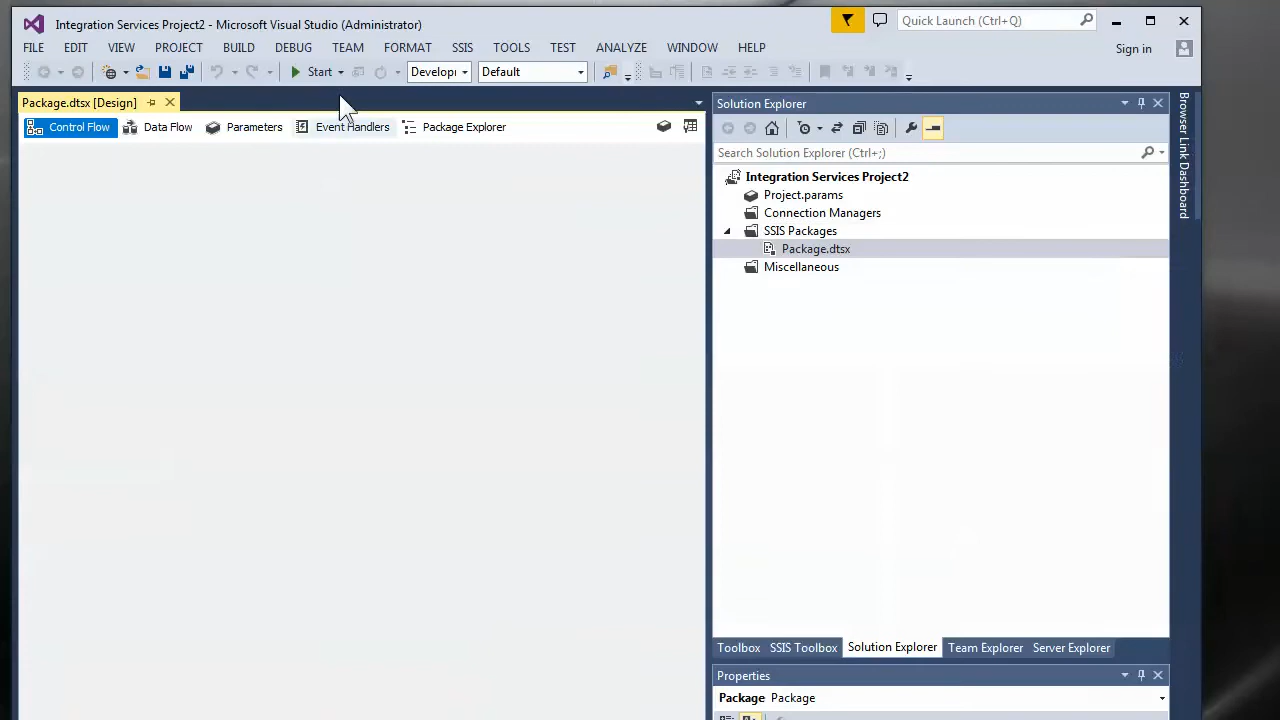 Integration Services Project2 - Microsoft Visual Studio (Administrator)
Quick Launch (Ctrl+Q)
FILE EDIT VIEW PROJECT BUILD DEBUG TEAM FORMAT SSIS TOOLS TEST ANALYZE WINDOW HELP
Sign in
Start Develop Default
Package.dtsx [Design]
Control Flow Data Flow Parameters Event Handlers Package Explorer
Solution Explorer
Search Solution Explorer (Ctrl+;)
Integration Services Project2
Project.params
Connection Managers
SSIS Packages
Package.dtsx
Miscellaneous
Toolbox SSIS Toolbox Solution Explorer Team Explorer Server Explorer
Properties
Package Package
Browser Link Dashboard